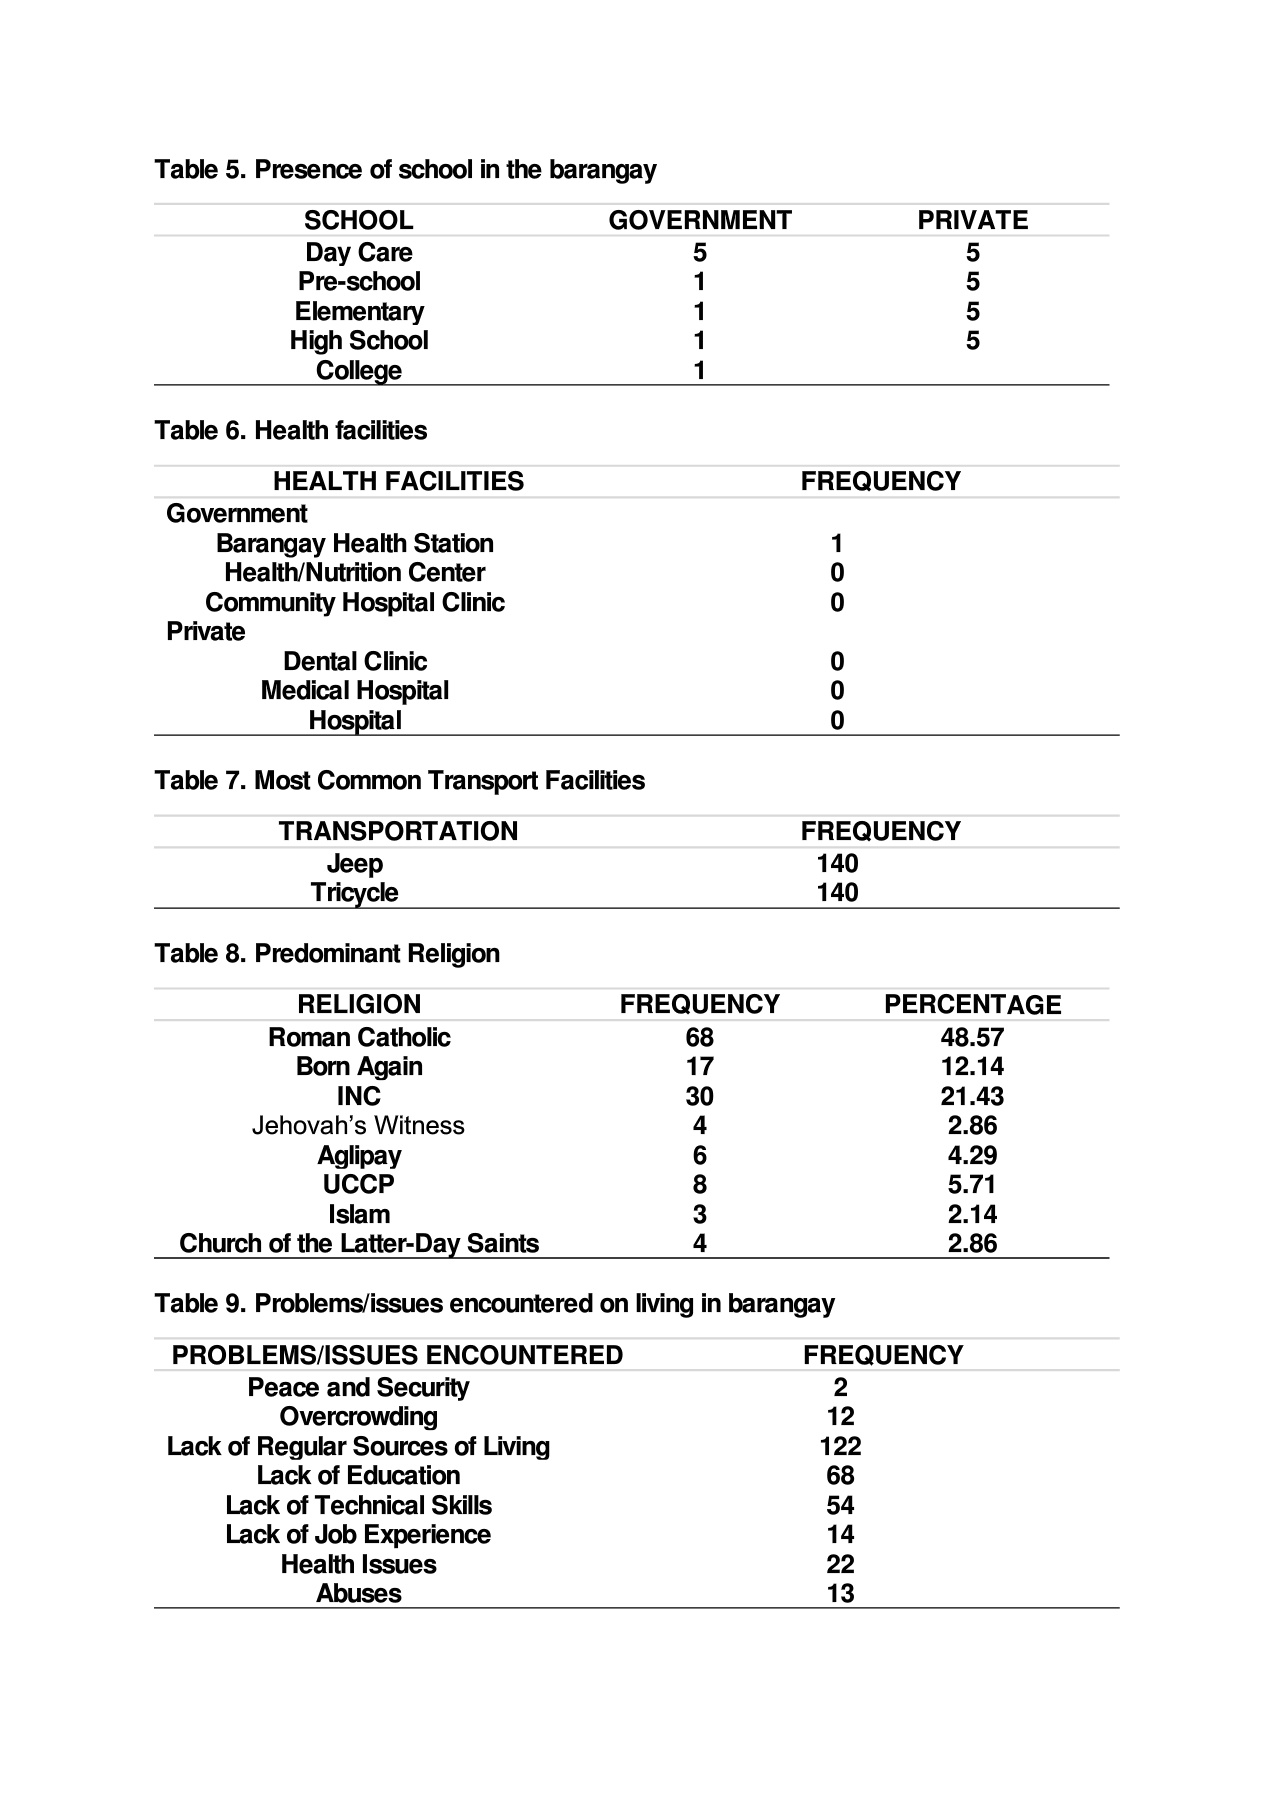 Table 5. Presence of school in the barangay
SCHOOL GOVERNMENT PRIVATE
Day Care 5 5
Pre-school 1 5
Elementary 1 5
High School 1 5
College 1
Table 6. Health facilities
HEALTH FACILITIES FREQUENCY
Government
Barangay Health Station 1
Health/Nutrition Center 0
Community Hospital Clinic 0
Private
Dental Clinic 0
Medical Hospital 0
Hospital 0
Table 7. Most Common Transport Facilities
TRANSPORTATION FREQUENCY
Jeep 140
Tricycle 140
Table 8. Predominant Religion
RELIGION FREQUENCY PERCENTAGE
Roman Catholic 68 48.57
Born Again 17 12.14
INC 30 21.43
Jehovah’s Witness 4 2.86
Aglipay 6 4.29
UCCP 8 5.71
Islam 3 2.14
Church of the Latter-Day Saints 4 2.86
Table 9. Problems/issues encountered on living in barangay
PROBLEMS/ISSUES ENCOUNTERED FREQUENCY
Peace and Security 2
Overcrowding 12
Lack of Regular Sources of Living 122
Lack of Education 68
Lack of Technical Skills 54
Lack of Job Experience 14
Health Issues 22
Abuses 13